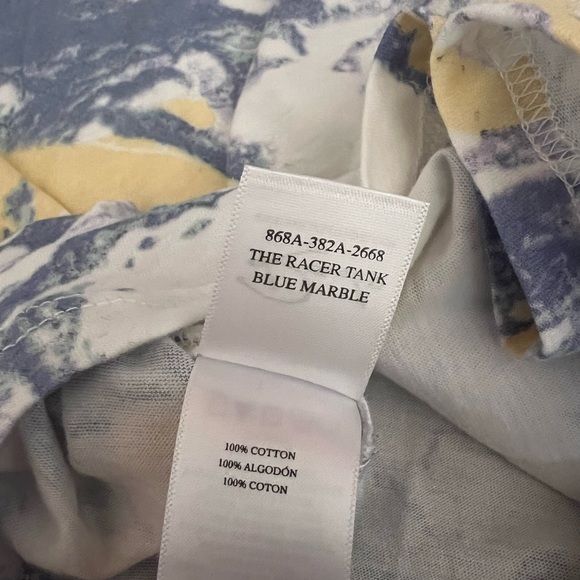 868A-382A-2668
THE RACER TANK
BLUE MARBLE
100% COTTON
100% ALGODÓN
100% COTON